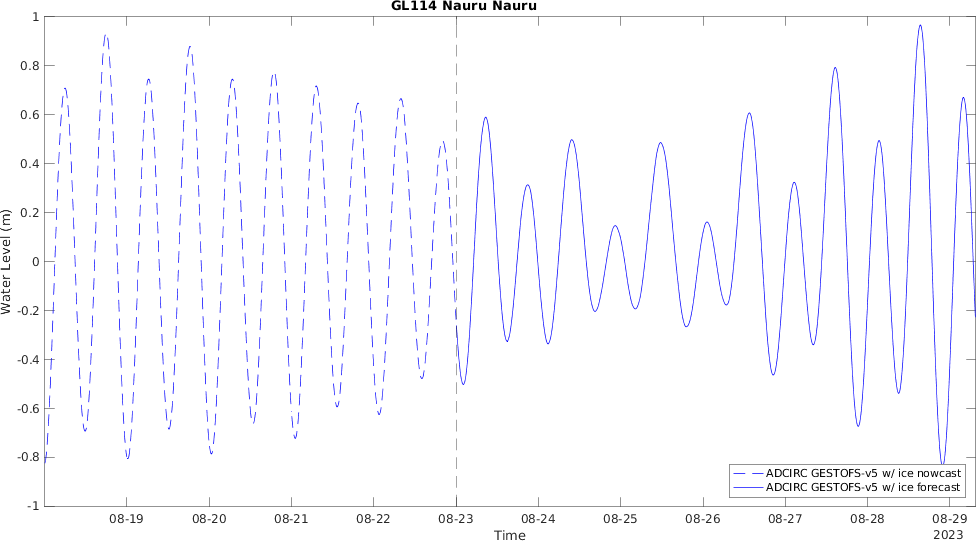 GL114 Nauru Nauru
1
0.8
0.6
0.4
0.2
0
-0.2
-0.4
-0.6
-0.8
-1
Water Level (m)
ADCIRC GESTOFS-v5 w/ ice nowcast
ADCIRC GESTOFS-v5 w/ ice forecast
08-19 08-20 08-21 08-22 08-23 08-24 08-25 08-26 08-27 08-28 08-29
Time
2023